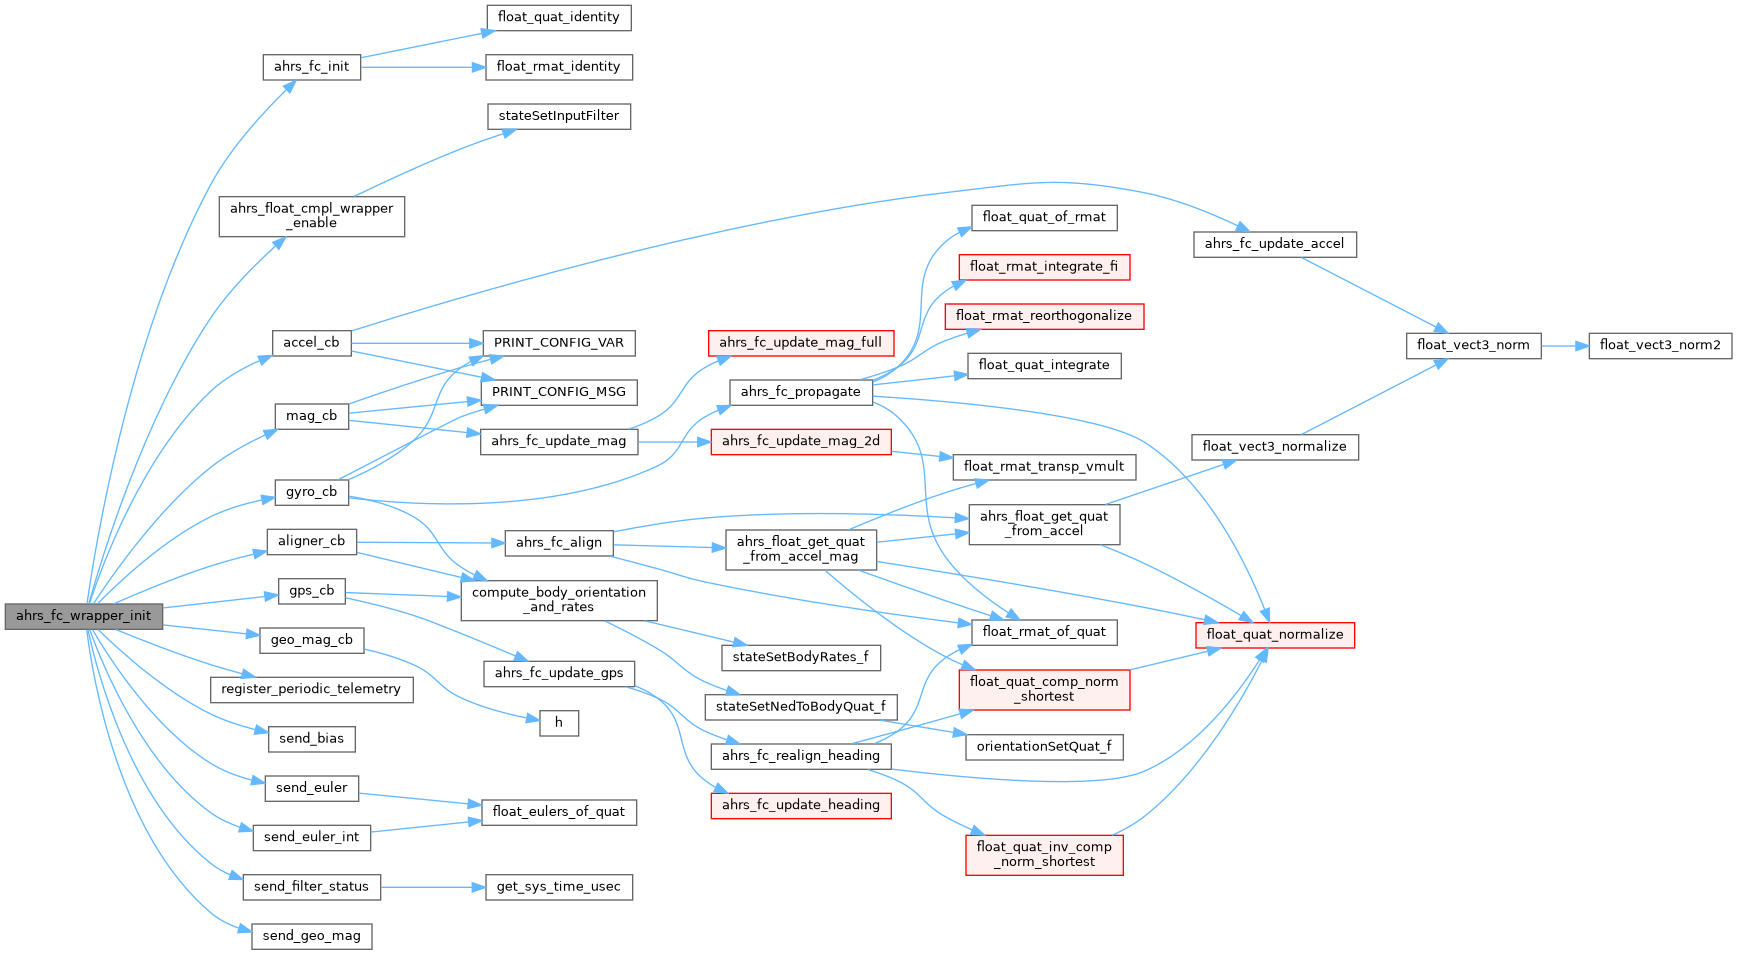 float_quat_identity
ahrs_fc_init
float_rmat_identity
stateSetInputFilter
ahrs_float_cmpl_wrapper
_enable
float_quat_of_rmat
ahrs_fc_update_accel
float_rmat_integrate_fi
float_rmat_reorthogonalize
accel_cb
PRINT_CONFIG_VAR
ahrs_fc_update_mag_full
float_vect3_norm
float_vect3_norm2
float_quat_integrate
PRINT_CONFIG_MSG
ahrs_fc_propagate
mag_cb
ahrs_fc_update_mag
ahrs_fc_update_mag_2d
float_vect3_normalize
float_rmat_transp_vmult
gyro_cb
ahrs_float_get_quat
_from_accel
aligner_cb
ahrs_fc_align
ahrs_float_get_quat
_from_accel_mag
gps_cb
compute_body_orientation
_and_rates
ahrs_fc_wrapper_init
geo_mag_cb
float_rmat_of_quat
float_quat_normalize
stateSetBodyRates_f
ahrs_fc_update_gps
register_periodic_telemetry
float_quat_comp_norm
_shortest
stateSetNedToBodyQuat_f
h
send_bias
orientationSetQuat_f
ahrs_fc_realign_heading
send_euler
ahrs_fc_update_heading
float_eulers_of_quat
send_euler_int
float_quat_inv_comp
_norm_shortest
send_filter_status
get_sys_time_usec
send_geo_mag